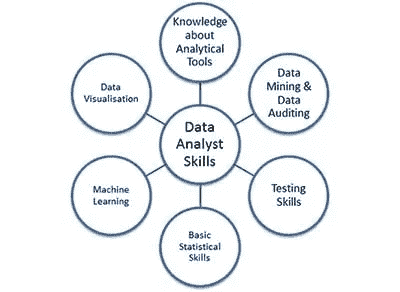 Knowledge
about
Analytical
Tools
Data
Visualisation
Data
Mining &
Data
Auditing
Data
Analyst
Skills
Machine
Learning
Testing
Skills
Basic
Statistical
Skills